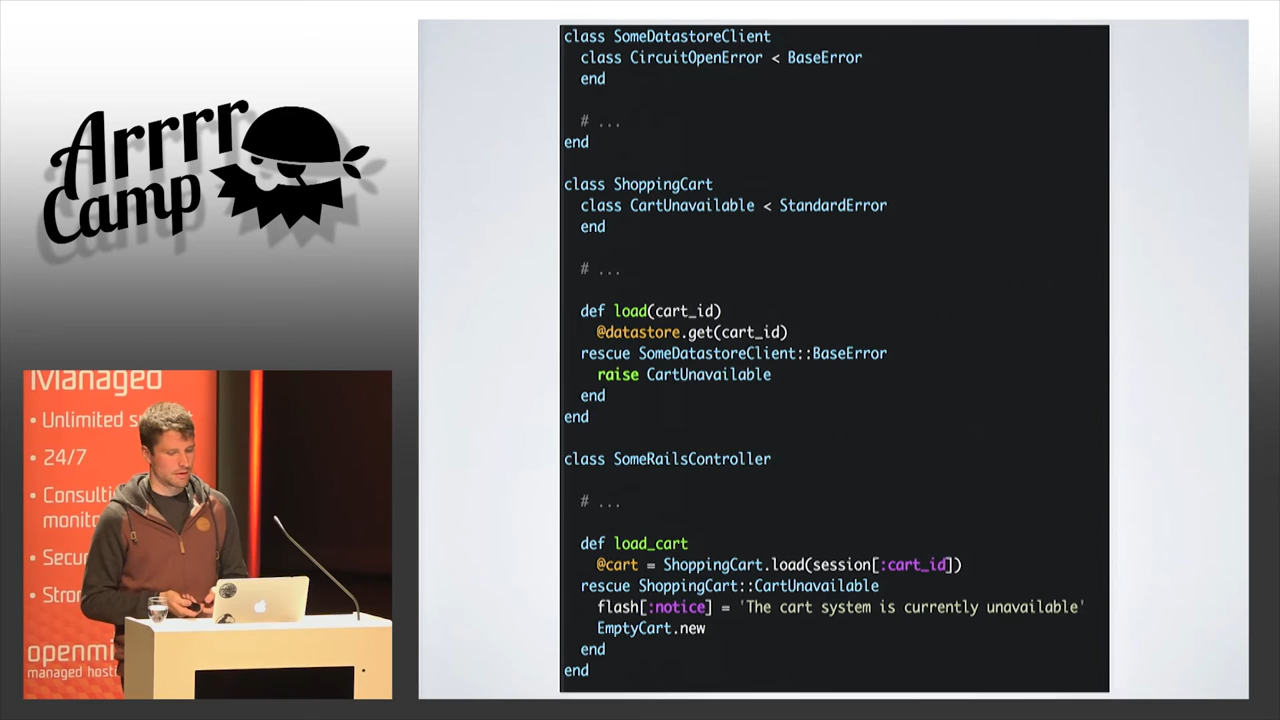 Arrrr
Camp
Managed
• Unlimited s
• 24/7
• Consulti
monito
• Secu
• Stro
openmi
managed hosti
class SomeDatastoreClient
class CircuitOpenError < BaseError
end
# ...
end
class ShoppingCart
class CartUnavailable < StandardError
end
# ...
def load(cart_id)
@datastore.get(cart_id)
rescue SomeDatastoreClient::BaseError
raise CartUnavailable
end
end
class SomeRailsController
# ...
def load_cart
@cart = ShoppingCart.load(session[:cart_id])
rescue ShoppingCart::CartUnavailable
flash[:notice] = 'The cart system is currently unavailable'
EmptyCart.new
end
end